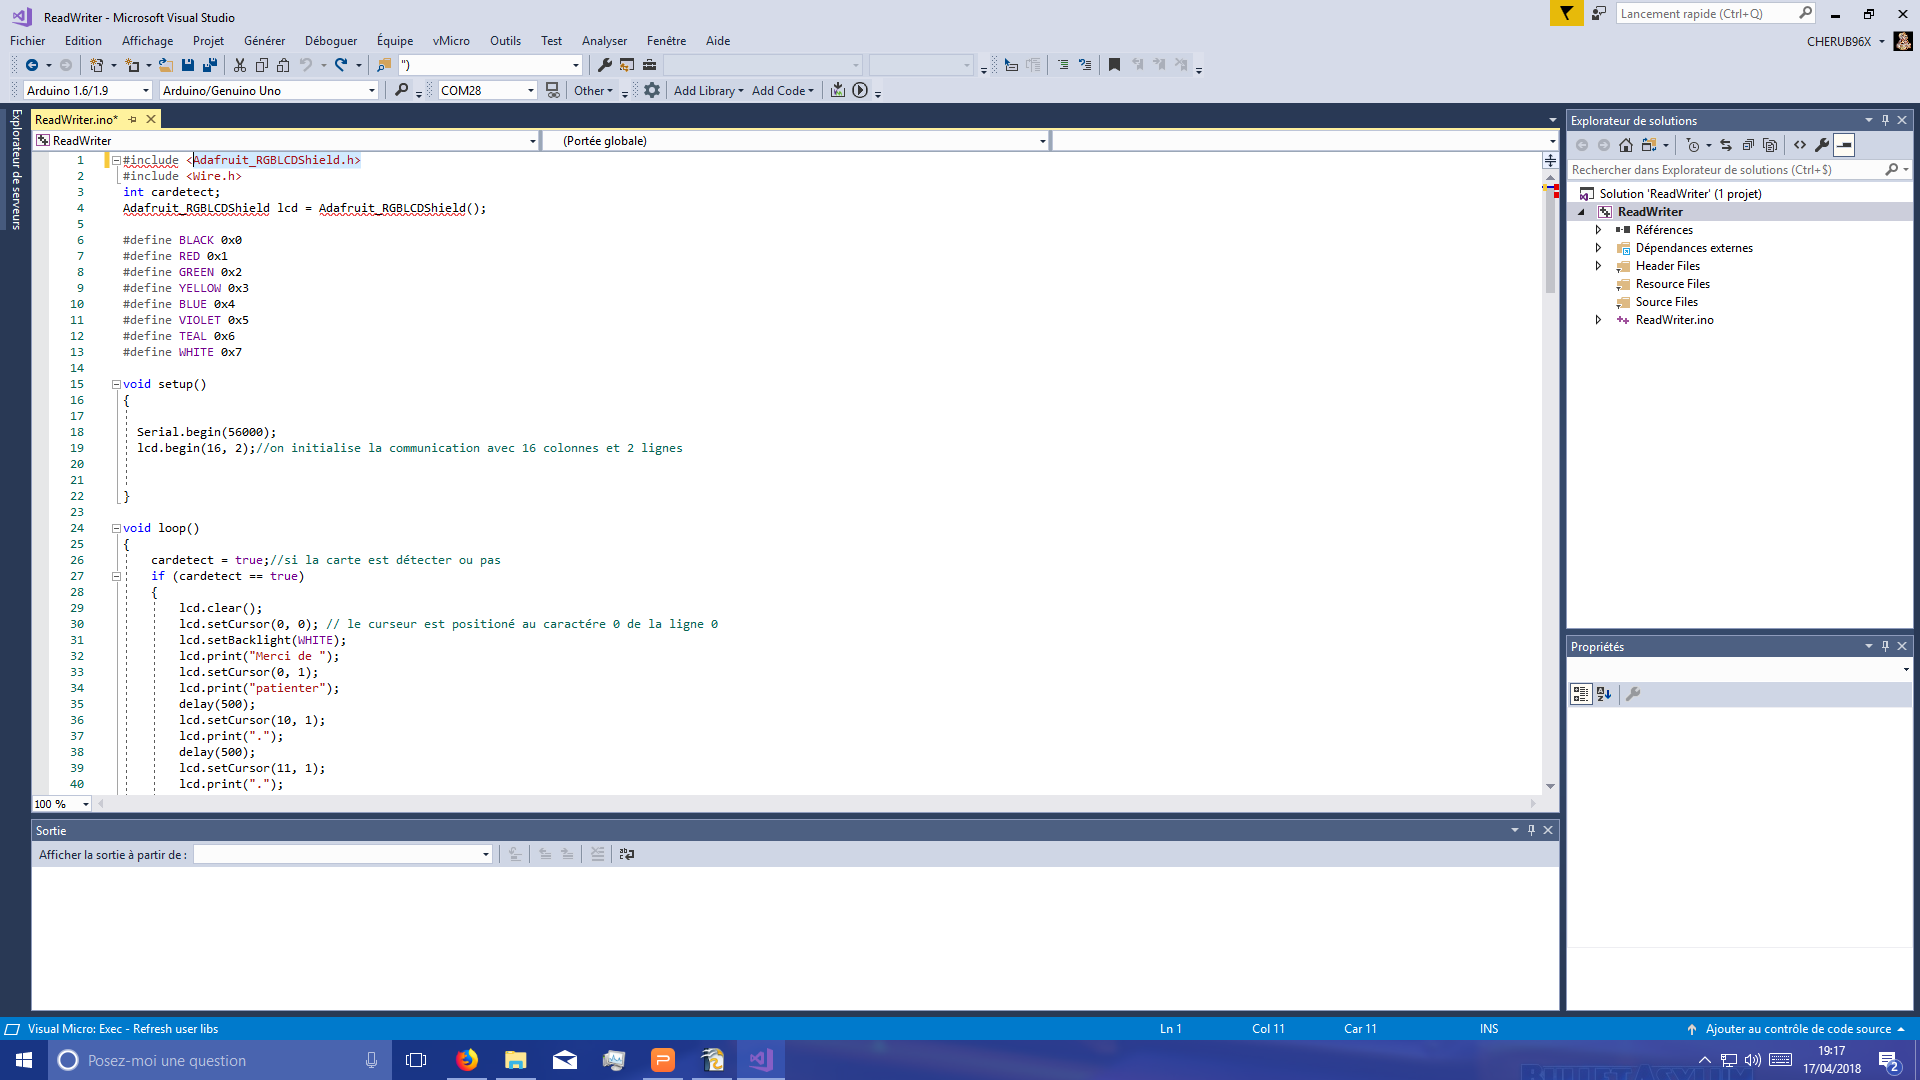 ReadWriter - Microsoft Visual Studio
Lancement rapide (Ctrl+Q)
Fichier Edition Affichage Projet Générer Déboguer Équipe vMicro Outils Test Analyser Fenêtre Aide
CHERUB96X
")
Arduino 1.6/1.9 Arduino/Genuino Uno COM28 Other Add Library Add Code
Explorateur de serveurs
ReadWriter.ino*
ReadWriter (Portée globale)
1 #include <Adafruit_RGBLCDShield.h>
2 #include <Wire.h>
3 int cardetect;
4 Adafruit_RGBLCDShield lcd = Adafruit_RGBLCDShield();
5
6 #define BLACK 0x0
7 #define RED 0x1
8 #define GREEN 0x2
9 #define YELLOW 0x3
10 #define BLUE 0x4
11 #define VIOLET 0x5
12 #define TEAL 0x6
13 #define WHITE 0x7
14
15 void setup()
16 {
17
18 Serial.begin(56000);
19 lcd.begin(16, 2);//on initialise la communication avec 16 colonnes et 2 lignes
20
21
22 }
23
24 void loop()
25 {
26 cardetect = true;//si la carte est détecter ou pas
27 if (cardetect == true)
28 {
29 lcd.clear();
30 lcd.setCursor(0, 0); // le curseur est positioné au caractére 0 de la ligne 0
31 lcd.setBacklight(WHITE);
32 lcd.print("Merci de ");
33 lcd.setCursor(0, 1);
34 lcd.print("patienter");
35 delay(500);
36 lcd.setCursor(10, 1);
37 lcd.print(".");
38 delay(500);
39 lcd.setCursor(11, 1);
40 lcd.print(".");
100 %
Sortie
Afficher la sortie à partir de :
Explorateur de solutions
Rechercher dans Explorateur de solutions (Ctrl+$)
Solution 'ReadWriter' (1 projet)
ReadWriter
Références
Dépendances externes
Header Files
Resource Files
Source Files
ReadWriter.ino
Propriétés
Visual Micro: Exec - Refresh user libs Ln 1 Col 11 Car 11 INS Ajouter au contrôle de code source
Posez-moi une question
19:17
17/04/2018
2